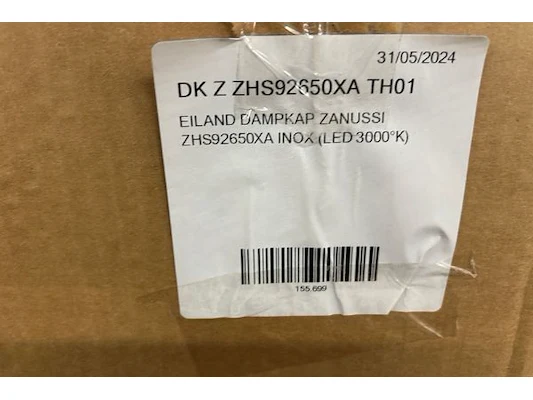 31/05/2024
DK Z ZHS92650XA TH01
EILAND DAMPKAP ZANUSSI
ZHS92650XA INOX (LED 3000°K)
155.699